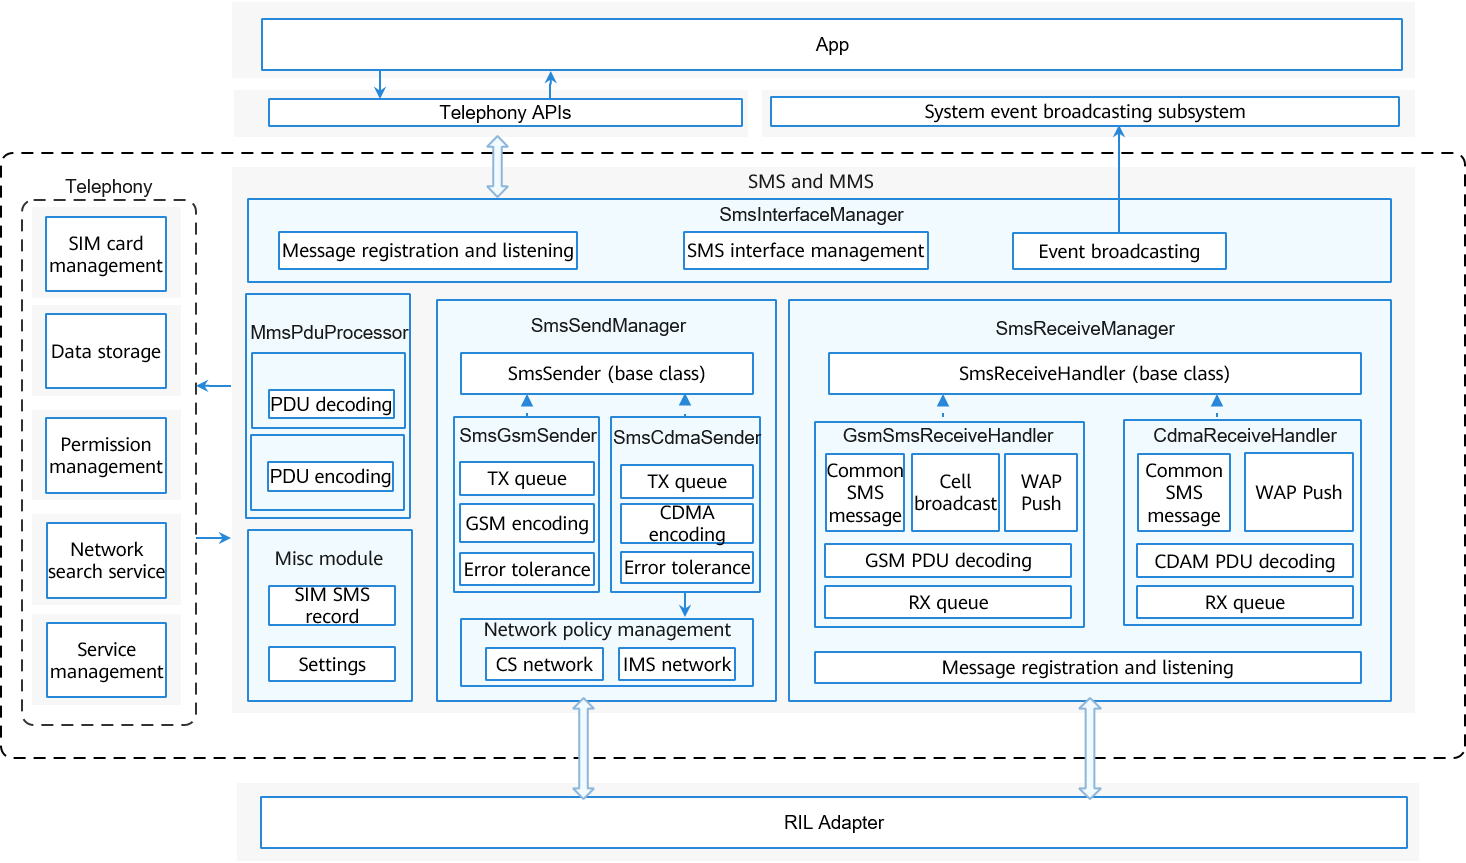 App
Telephony APIs
System event broadcasting subsystem
Telephony
SIM card
management
Data storage
Permission
management
Network
search service
Service
management
SMS and MMS
SmsInterfaceManager
Message registration and listening
SMS interface management
Event broadcasting
MmsPduProcessor
PDU decoding
PDU encoding
Misc module
SIM SMS
record
Settings
SmsSendManager
SmsSender (base class)
SmsGsmSender
TX queue
GSM encoding
Error tolerance
SmsCdmaSender
TX queue
CDMA
encoding
Error tolerance
Network policy management
CS network
IMS network
SmsReceiveManager
SmsReceiveHandler (base class)
GsmSmsReceiveHandler
Common
SMS
message
Cell
broadcast
WAP
Push
GSM PDU decoding
RX queue
CdmaReceiveHandler
Common
SMS
message
WAP Push
CDAM PDU decoding
RX queue
Message registration and listening
RIL Adapter